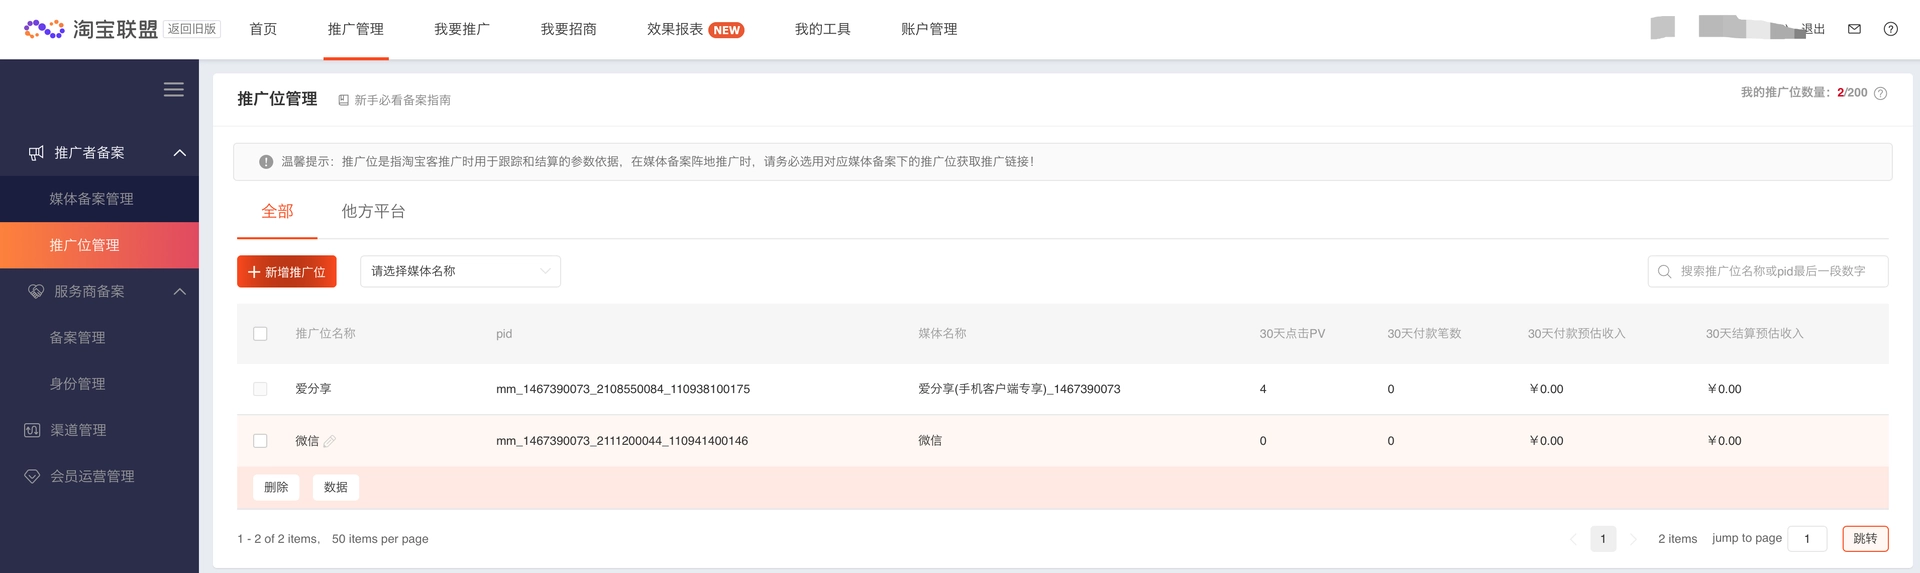 淘宝联盟 返回旧版 首页 推广管理 我要推广 我要招商 效果报表 NEW 我的工具 账户管理 退出
推广者备案
媒体备案管理
推广位管理
服务商备案
备案管理
身份管理
渠道管理
会员运营管理
推广位管理 新手必看备案指南 我的推广位数量：2/200
温馨提示：推广位是指淘宝客推广时用于跟踪和结算的参数依据，在媒体备案阵地推广时，请务必选用对应媒体备案下的推广位获取推广链接！
全部 他方平台
新增推广位 请选择媒体名称 搜索推广位名称或pid最后一段数字
推广位名称 pid 媒体名称 30天点击PV 30天付款笔数 30天付款预估收入 30天结算预估收入
爱分享 mm_1467390073_2108550084_110938100175 爱分享(手机客户端专享)_1467390073 4 0 ￥0.00 ￥0.00
微信 mm_1467390073_2111200044_110941400146 微信 0 0 ￥0.00 ￥0.00
删除 数据
1 - 2 of 2 items, 50 items per page 1 2 items jump to page 1 跳转